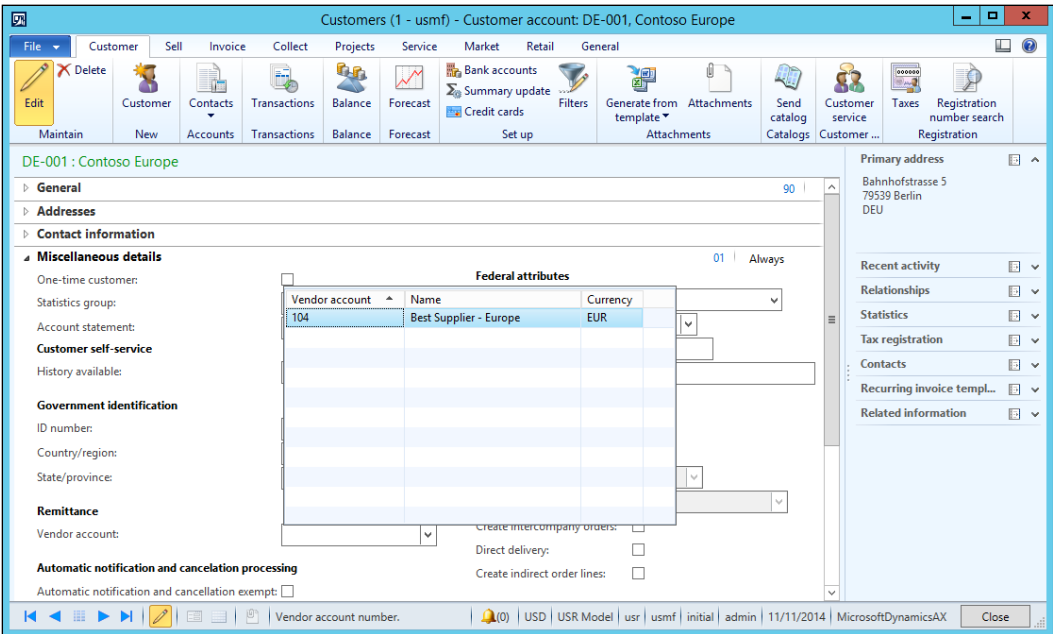 Customers (1 - usmf) - Customer account: DE-001, Contoso Europe
File Customer Sell Invoice Collect Projects Service Market Retail General
Edit
Delete
Customer
Contacts
Transactions
Balance
Forecast
Bank accounts
Summary update
Credit cards
Filters
Generate from
template
Attachments
Send
catalog
Customer
service
Taxes
Registration
number search
Maintain New Accounts Transactions Balance Forecast Set up Attachments Catalogs Customer ... Registration
DE-001 : Contoso Europe
General 90
Addresses
Contact information
Miscellaneous details 01 Always
One-time customer:
Statistics group:
Account statement:
Customer self-service
History available:
Government identification
ID number:
Country/region:
State/province:
Remittance
Vendor account:
Automatic notification and cancelation processing
Automatic notification and cancellation exempt:
Federal attributes
Vendor account Name Currency
104 Best Supplier - Europe EUR
Create intercompany orders:
Direct delivery:
Create indirect order lines:
Primary address
Bahnhofstrasse 5
79539 Berlin
DEU
Recent activity
Relationships
Statistics
Tax registration
Contacts
Recurring invoice templ...
Related information
Vendor account number. (0) USD USR Model usr usmf initial admin 11/11/2014 MicrosoftDynamicsAX Close